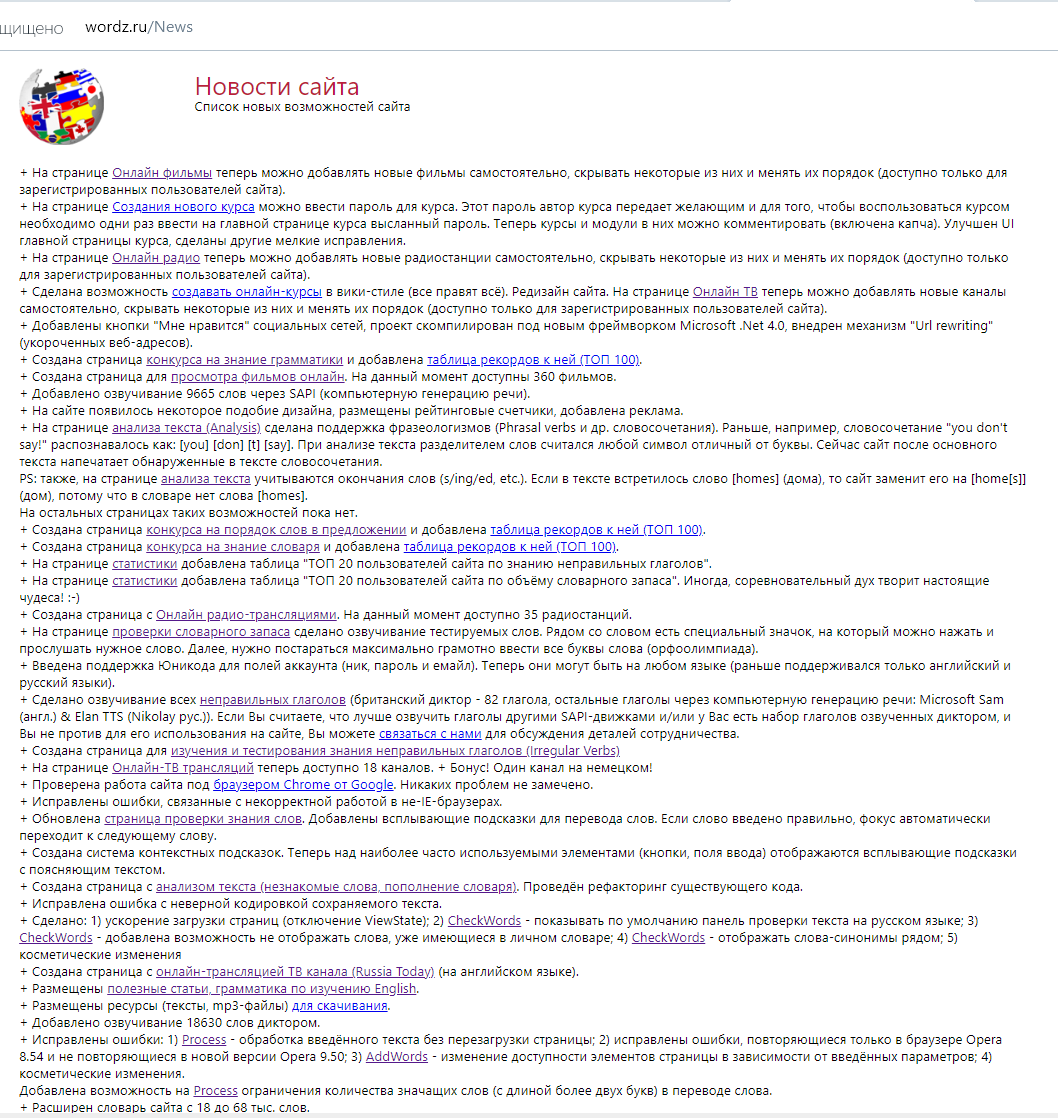 щищено wordz.ru/News
Новости сайта
Список новых возможностей сайта
+ На странице Онлайн фильмы теперь можно добавлять новые фильмы самостоятельно, скрывать некоторые из них и менять их порядок (доступно только для
зарегистрированных пользователей сайта).
+ На странице Создания нового курса можно ввести пароль для курса. Этот пароль автор курса передает желающим и для того, чтобы воспользоваться курсом
необходимо одни раз ввести на главной странице курса высланный пароль. Теперь курсы и модули в них можно комментировать (включена капча). Улучшен UI
главной страницы курса, сделаны другие мелкие исправления.
+ На странице Онлайн радио теперь можно добавлять новые радиостанции самостоятельно, скрывать некоторые из них и менять их порядок (доступно только
для зарегистрированных пользователей сайта).
+ Сделана возможность создавать онлайн-курсы в вики-стиле (все правят всё). Редизайн сайта. На странице Онлайн ТВ теперь можно добавлять новые каналы
самостоятельно, скрывать некоторые из них и менять их порядок (доступно только для зарегистрированных пользователей сайта).
+ Добавлены кнопки "Мне нравится" социальных сетей, проект скомпилирован под новым фреймворком Microsoft .Net 4.0, внедрен механизм "Url rewriting"
(укороченных веб-адресов).
+ Создана страница конкурса на знание грамматики и добавлена таблица рекордов к ней (ТОП 100).
+ Создана страница для просмотра фильмов онлайн. На данный момент доступны 360 фильмов.
+ Добавлено озвучивание 9665 слов через SAPI (компьютерную генерацию речи).
+ На сайте появилось некоторое подобие дизайна, размещены рейтинговые счетчики, добавлена реклама.
+ На странице анализа текста (Analysis) сделана поддержка фразеологизмов (Phrasal verbs и др. словосочетания). Раньше, например, словосочетание "you don't
say!" распознавалось как: [you] [don] [t] [say]. При анализе текста разделителем слов считался любой символ отличный от буквы. Сейчас сайт после основного
текста напечатает обнаруженные в тексте словосочетания.
PS: также, на странице анализа текста учитываются окончания слов (s/ing/ed, etc.). Если в тексте встретилось слово [homes] (дома), то сайт заменит его на [home[s]]
(дом), потому что в словаре нет слова [homes].
На остальных страницах таких возможностей пока нет.
+ Создана страница конкурса на порядок слов в предложении и добавлена таблица рекордов к ней (ТОП 100).
+ Создана страница конкурса на знание словаря и добавлена таблица рекордов к ней (ТОП 100).
+ На странице статистики добавлена таблица "ТОП 20 пользователей сайта по знанию неправильных глаголов".
+ На странице статистики добавлена таблица "ТОП 20 пользователей сайта по объёму словарного запаса". Иногда, соревновательный дух творит настоящие
чудеса! :-)
+ Создана страница с Онлайн радио-трансляциями. На данный момент доступно 35 радиостанций.
+ На странице проверки словарного запаса сделано озвучивание тестируемых слов. Рядом со словом есть специальный значок, на который можно нажать и
прослушать нужное слово. Далее, нужно постараться максимально грамотно ввести все буквы слова (орфоолимпиада).
+ Введена поддержка Юникода для полей аккаунта (ник, пароль и емайл). Теперь они могут быть на любом языке (раньше поддерживался только английский и
русский языки).
+ Сделано озвучивание всех неправильных глаголов (британский диктор - 82 глагола, остальные глаголы через компьютерную генерацию речи: Microsoft Sam
(англ.) & Elan TTS (Nikolay рус.)). Если Вы считаете, что лучше озвучить глаголы другими SAPI-движками и/или у Вас есть набор глаголов озвученных диктором, и
Вы не против для его использования на сайте, Вы можете связаться с нами для обсуждения деталей сотрудничества.
+ Создана страница для изучения и тестирования знания неправильных глаголов (Irregular Verbs)
+ На странице Онлайн-ТВ трансляций теперь доступно 18 каналов. + Бонус! Один канал на немецком!
+ Проверена работа сайта под браузером Chrome от Google. Никаких проблем не замечено.
+ Исправлены ошибки, связанные с некорректной работой в не-IE-браузерах.
+ Обновлена страница проверки знания слов. Добавлены всплывающие подсказки для перевода слов. Если слово введено правильно, фокус автоматически
переходит к следующему слову.
+ Создана система контекстных подсказок. Теперь над наиболее часто используемыми элементами (кнопки, поля ввода) отображаются всплывающие подсказки
с поясняющим текстом.
+ Создана страница с анализом текста (незнакомые слова, пополнение словаря). Проведён рефакторинг существующего кода.
+ Исправлена ошибка с неверной кодировкой сохраняемого текста.
+ Сделано: 1) ускорение загрузки страниц (отключение ViewState); 2) CheckWords - показывать по умолчанию панель проверки текста на русском языке; 3)
CheckWords - добавлена возможность не отображать слова, уже имеющиеся в личном словаре; 4) CheckWords - отображать слова-синонимы рядом; 5)
косметические изменения
+ Создана страница с онлайн-трансляцией ТВ канала (Russia Today) (на английском языке).
+ Размещены полезные статьи, грамматика по изучению English.
+ Размещены ресурсы (тексты, mp3-файлы) для скачивания.
+ Добавлено озвучивание 18630 слов диктором.
+ Исправлены ошибки: 1) Process - обработка введённого текста без перезагрузки страницы; 2) исправлены ошибки, повторяющиеся только в браузере Opera
8.54 и не повторяющиеся в новой версии Opera 9.50; 3) AddWords - изменение доступности элементов страницы в зависимости от введённых параметров; 4)
косметические изменения.
Добавлена возможность на Process ограничения количества значащих слов (с длиной более двух букв) в переводе слова.
+ Расширен словарь сайта с 18 до 68 тыс. слов.